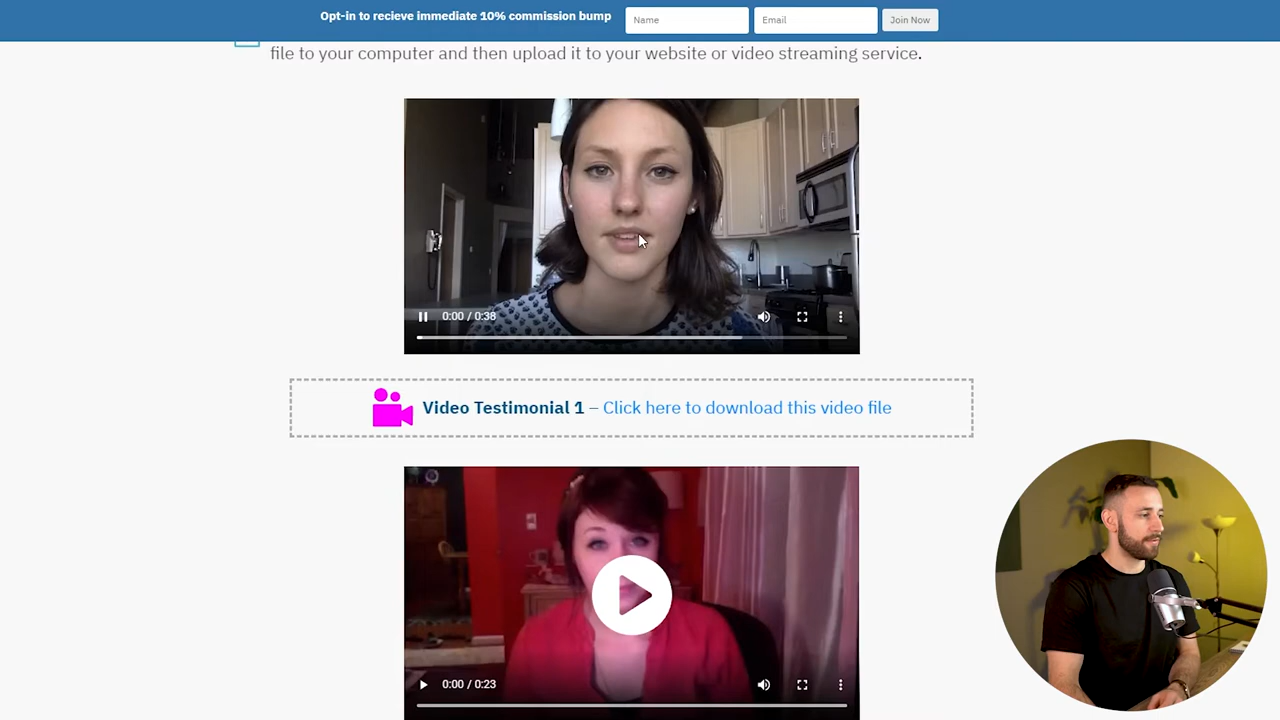 Opt-in to recieve immediate 10% commission bump
Name
Email
Join Now
file to your computer and then upload it to your website or video streaming service.
0:00 / 0:38
Video Testimonial 1 – Click here to download this video file
0:00 / 0:23